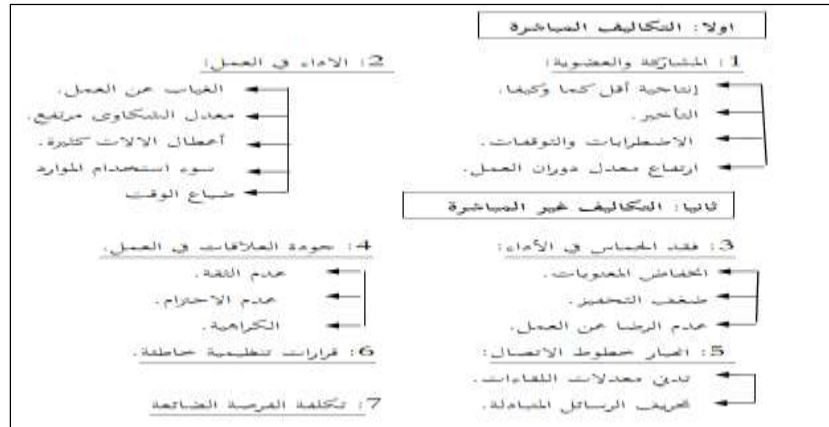 اولا: التكاليف المباشرة
1: المشاركة والعضوية:
إنتاجية أقل كما وكيفا.
التأخير.
الاضطرابات والتوقفات.
ارتفاع معدل دوران العمل.
2: الاداء في العمل:
الغياب عن العمل.
معدل الشكاوى مرتفع.
أعطال الالات كثيرة.
سوء استخدام الموارد
ضياع الوقت
ثانيا: التكاليف غير المباشرة
3: فقد الحماس في الأداء:
انخفاض المعنويات.
ضعف التحفيز.
عدم الرضا عن العمل.
4: جودة العلاقات في العمل.
عدم الثقة.
عدم الاحترام.
الكراهية.
5: انهيار خطوط الاتصال:
تدني معدلات اللقاءات.
تحريف الرسائل المتبادلة.
6: قرارات تنظيمية خاطئة.
7: تكلفة الفرصة الضائعة